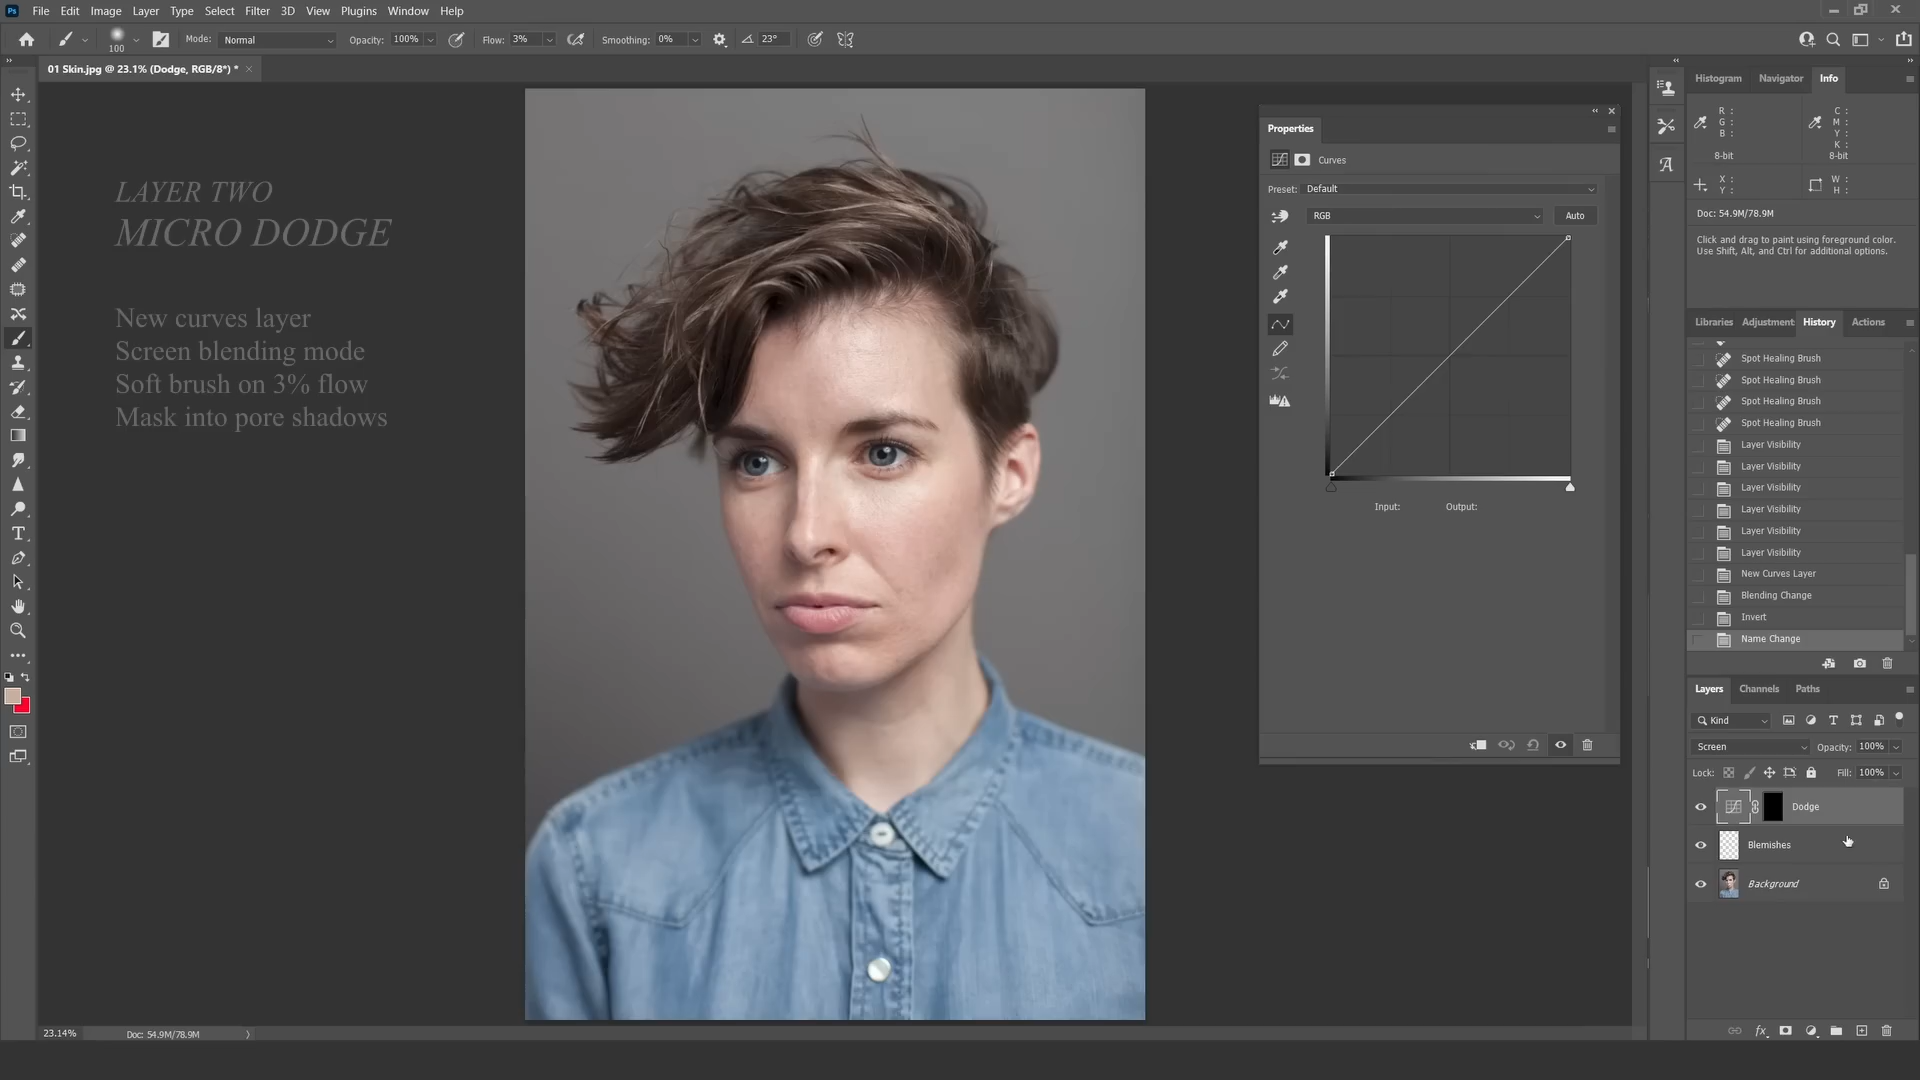 Ps File Edit Image Layer Type Select Filter 3D View Plugins Window Help
100 Mode: Normal Opacity: 100% Flow: 3% Smoothing: 0% 23°
01 Skin.jpg @ 23.1% (Dodge, RGB/8*) *
LAYER TWO
MICRO DODGE
New curves layer
Screen blending mode
Soft brush on 3% flow
Mask into pore shadows
Properties
Curves
Preset: Default
RGB Auto
Input: Output:
Histogram Navigator Info
R : C :
G : M :
B : Y :
K :
8-bit 8-bit
X : W :
Y : H :
Doc: 54.9M/78.9M
Click and drag to paint using foreground color.
Use Shift, Alt, and Ctrl for additional options.
Libraries Adjustment History Actions
Spot Healing Brush
Spot Healing Brush
Spot Healing Brush
Spot Healing Brush
Layer Visibility
Layer Visibility
Layer Visibility
Layer Visibility
Layer Visibility
Layer Visibility
New Curves Layer
Blending Change
Invert
Name Change
Layers Channels Paths
Kind
Screen Opacity: 100%
Lock: Fill: 100%
Dodge
Blemishes
Background
fx
23.14% Doc: 54.9M/78.9M